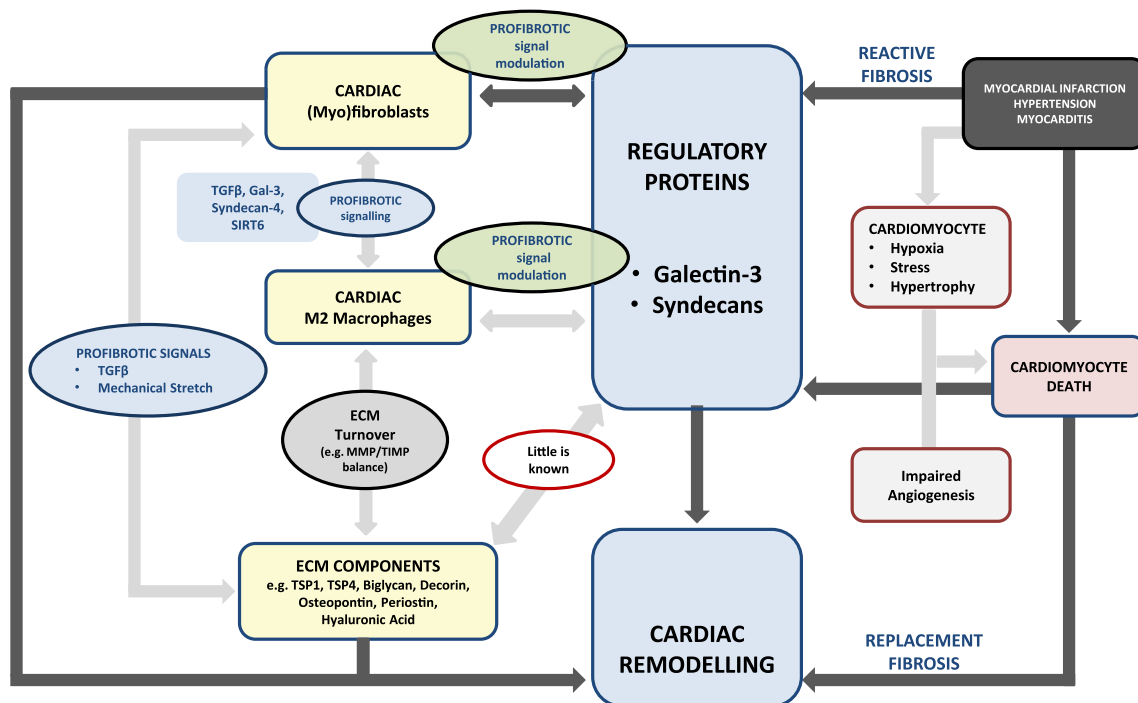 PROFIBROTIC
signal
modulation
CARDIAC
(Myo)fibroblasts
REACTIVE
FIBROSIS
MYOCARDIAL INFARCTION
HYPERTENSION
MYOCARDITIS
REGULATORY
PROTEINS
• Galectin-3
• Syndecans
TGFβ, Gal-3,
Syndecan-4,
SIRT6
PROFIBROTIC
signalling
PROFIBROTIC
signal
modulation
CARDIOMYOCYTE
• Hypoxia
• Stress
• Hypertrophy
CARDIAC
M2 Macrophages
PROFIBROTIC SIGNALS
• TGFβ
• Mechanical Stretch
CARDIOMYOCYTE
DEATH
ECM
Turnover
(e.g. MMP/TIMP
balance)
Little is
known
Impaired
Angiogenesis
ECM COMPONENTS
e.g. TSP1, TSP4, Biglycan, Decorin,
Osteopontin, Periostin,
Hyaluronic Acid
CARDIAC
REMODELLING
REPLACEMENT
FIBROSIS